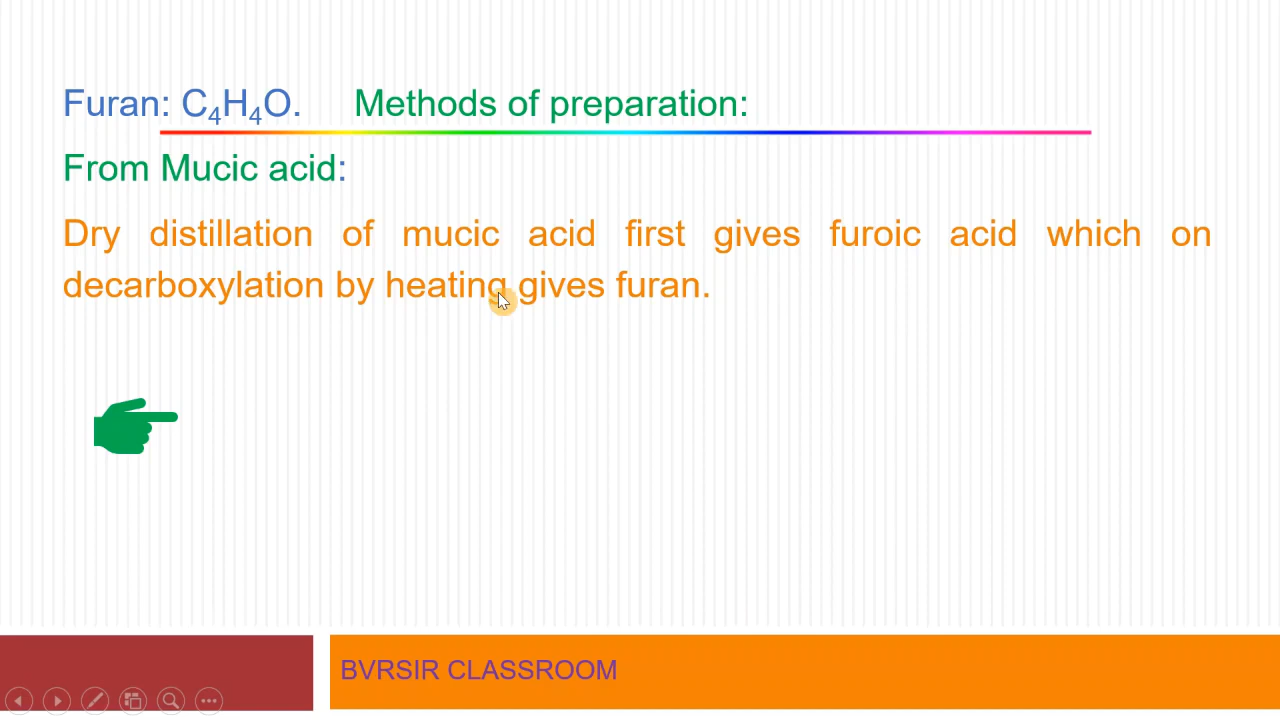 Furan: C₄H₄O. Methods of preparation:
From Mucic acid:
Dry distillation of mucic acid first gives furoic acid which on
decarboxylation by heating gives furan.
BVRSIR CLASSROOM